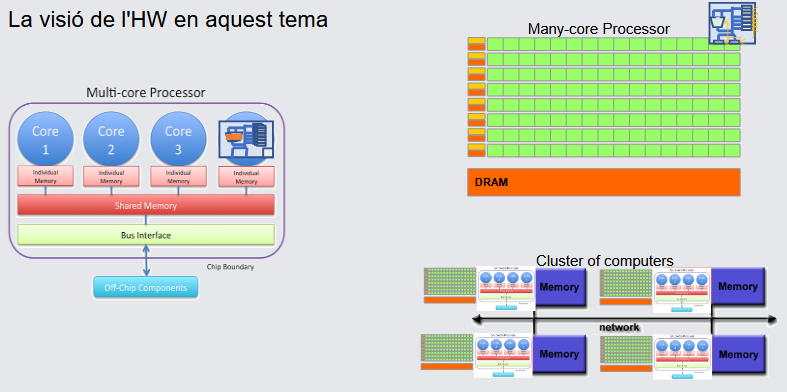 La visió de l'HW en aquest tema
Multi-core Processor
Core
1
Core
2
Core
3
Individual
Memory
Individual
Memory
Individual
Memory
Individual
Memory
Shared Memory
Bus Interface
Chip Boundary
Off-Chip Components
Many-core Processor
DRAM
Cluster of computers
Memory
Memory
network
Memory
Memory